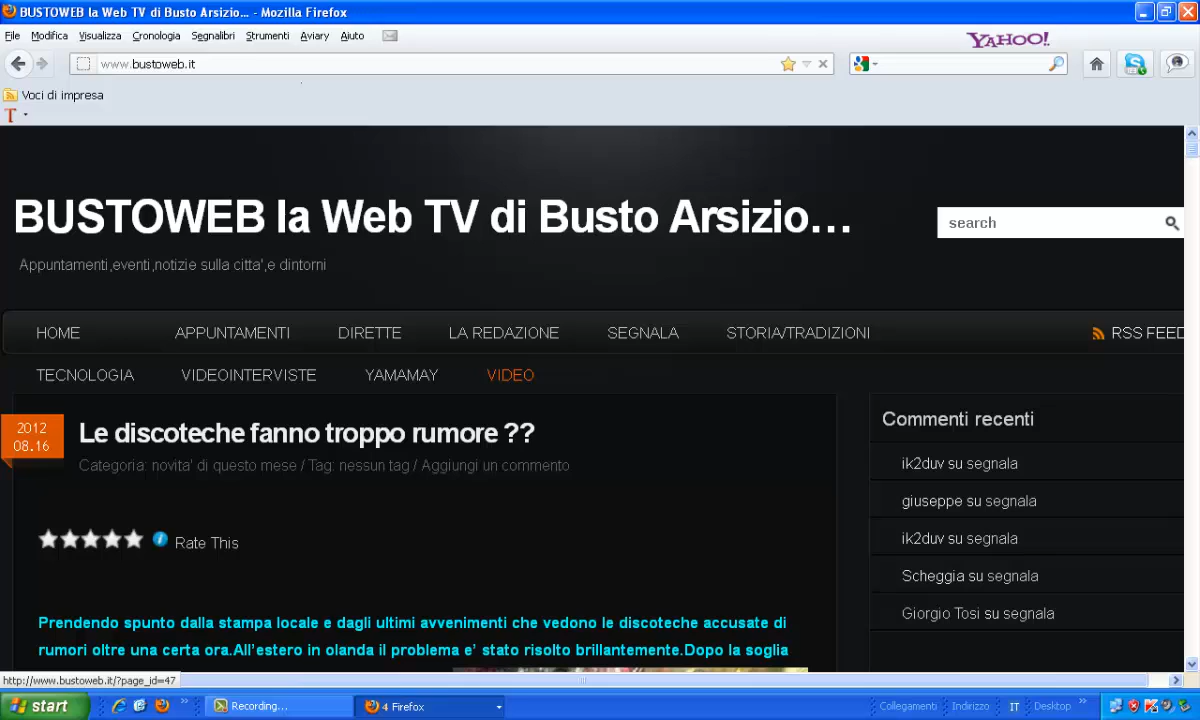 BUSTOWEB la Web TV di Busto Arsizio... - Mozilla Firefox
File Modifica Visualizza Cronologia Segnalibri Strumenti Aviary Aiuto
YAHOO!
www.bustoweb.it
Voci di impresa
T
BUSTOWEB la Web TV di Busto Arsizio...
search
Appuntamenti,eventi,notizie sulla citta',e dintorni
HOME APPUNTAMENTI DIRETTE LA REDAZIONE SEGNALA STORIA/TRADIZIONI RSS FEED
TECNOLOGIA VIDEOINTERVISTE YAMAMAY VIDEO
2012
08.16
Le discoteche fanno troppo rumore ??
Categoria: novita' di questo mese / Tag: nessun tag / Aggiungi un commento
Rate This
Prendendo spunto dalla stampa locale e dagli ultimi avvenimenti che vedono le discoteche accusate di
rumori oltre una certa ora.All'estero in olanda il problema e' stato risolto brillantemente.Dopo la soglia
Commenti recenti
ik2duv su segnala
giuseppe su segnala
ik2duv su segnala
Scheggia su segnala
Giorgio Tosi su segnala
http://www.bustoweb.it/?page_id=47
start Recording... 4 Firefox Collegamenti Indirizzo IT Desktop